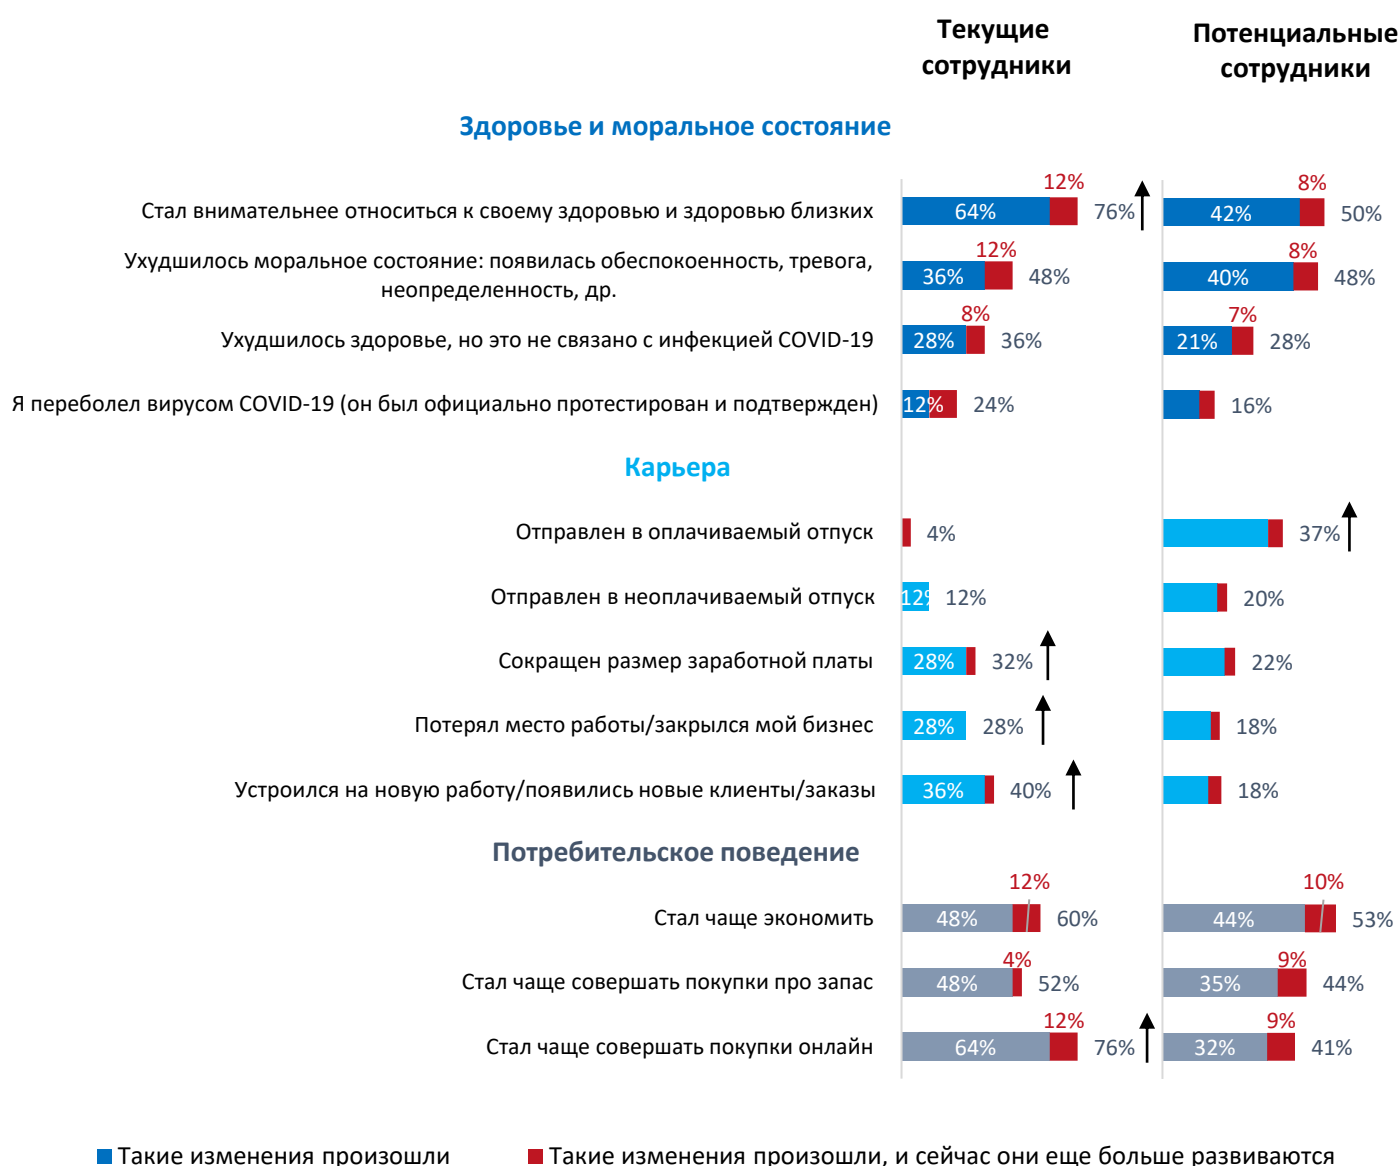 Текущие сотрудники
Потенциальные сотрудники
Здоровье и моральное состояние
12%
8%
Стал внимательнее относиться к своему здоровью и здоровью близких
64%
76%
42%
50%
12%
8%
Ухудшилось моральное состояние: появилась обеспокоенность, тревога,
неопределенность, др.
36%
48%
40%
48%
8%
7%
Ухудшилось здоровье, но это не связано с инфекцией COVID-19
28%
36%
21%
28%
Я переболел вирусом COVID-19 (он был официально протестирован и подтвержден)
12%
24%
16%
Карьера
Отправлен в оплачиваемый отпуск
4%
37%
Отправлен в неоплачиваемый отпуск
12%
12%
20%
Сокращен размер заработной платы
28%
32%
22%
Потерял место работы/закрылся мой бизнес
28%
28%
18%
Устроился на новую работу/появились новые клиенты/заказы
36%
40%
18%
Потребительское поведение
12%
10%
Стал чаще экономить
48%
60%
44%
53%
4%
9%
Стал чаще совершать покупки про запас
48%
52%
35%
44%
12%
9%
Стал чаще совершать покупки онлайн
64%
76%
32%
41%
Такие изменения произошли
Такие изменения произошли, и сейчас они еще больше развиваются